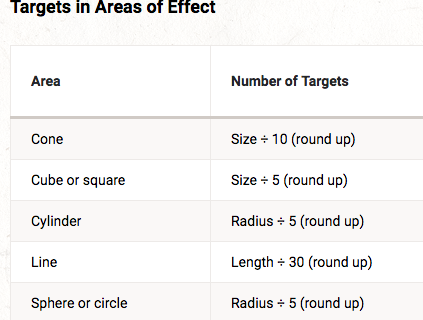 Targets in Areas of Effect
Area Number of Targets
Cone Size ÷ 10 (round up)
Cube or square Size ÷ 5 (round up)
Cylinder Radius ÷ 5 (round up)
Line Length ÷ 30 (round up)
Sphere or circle Radius ÷ 5 (round up)